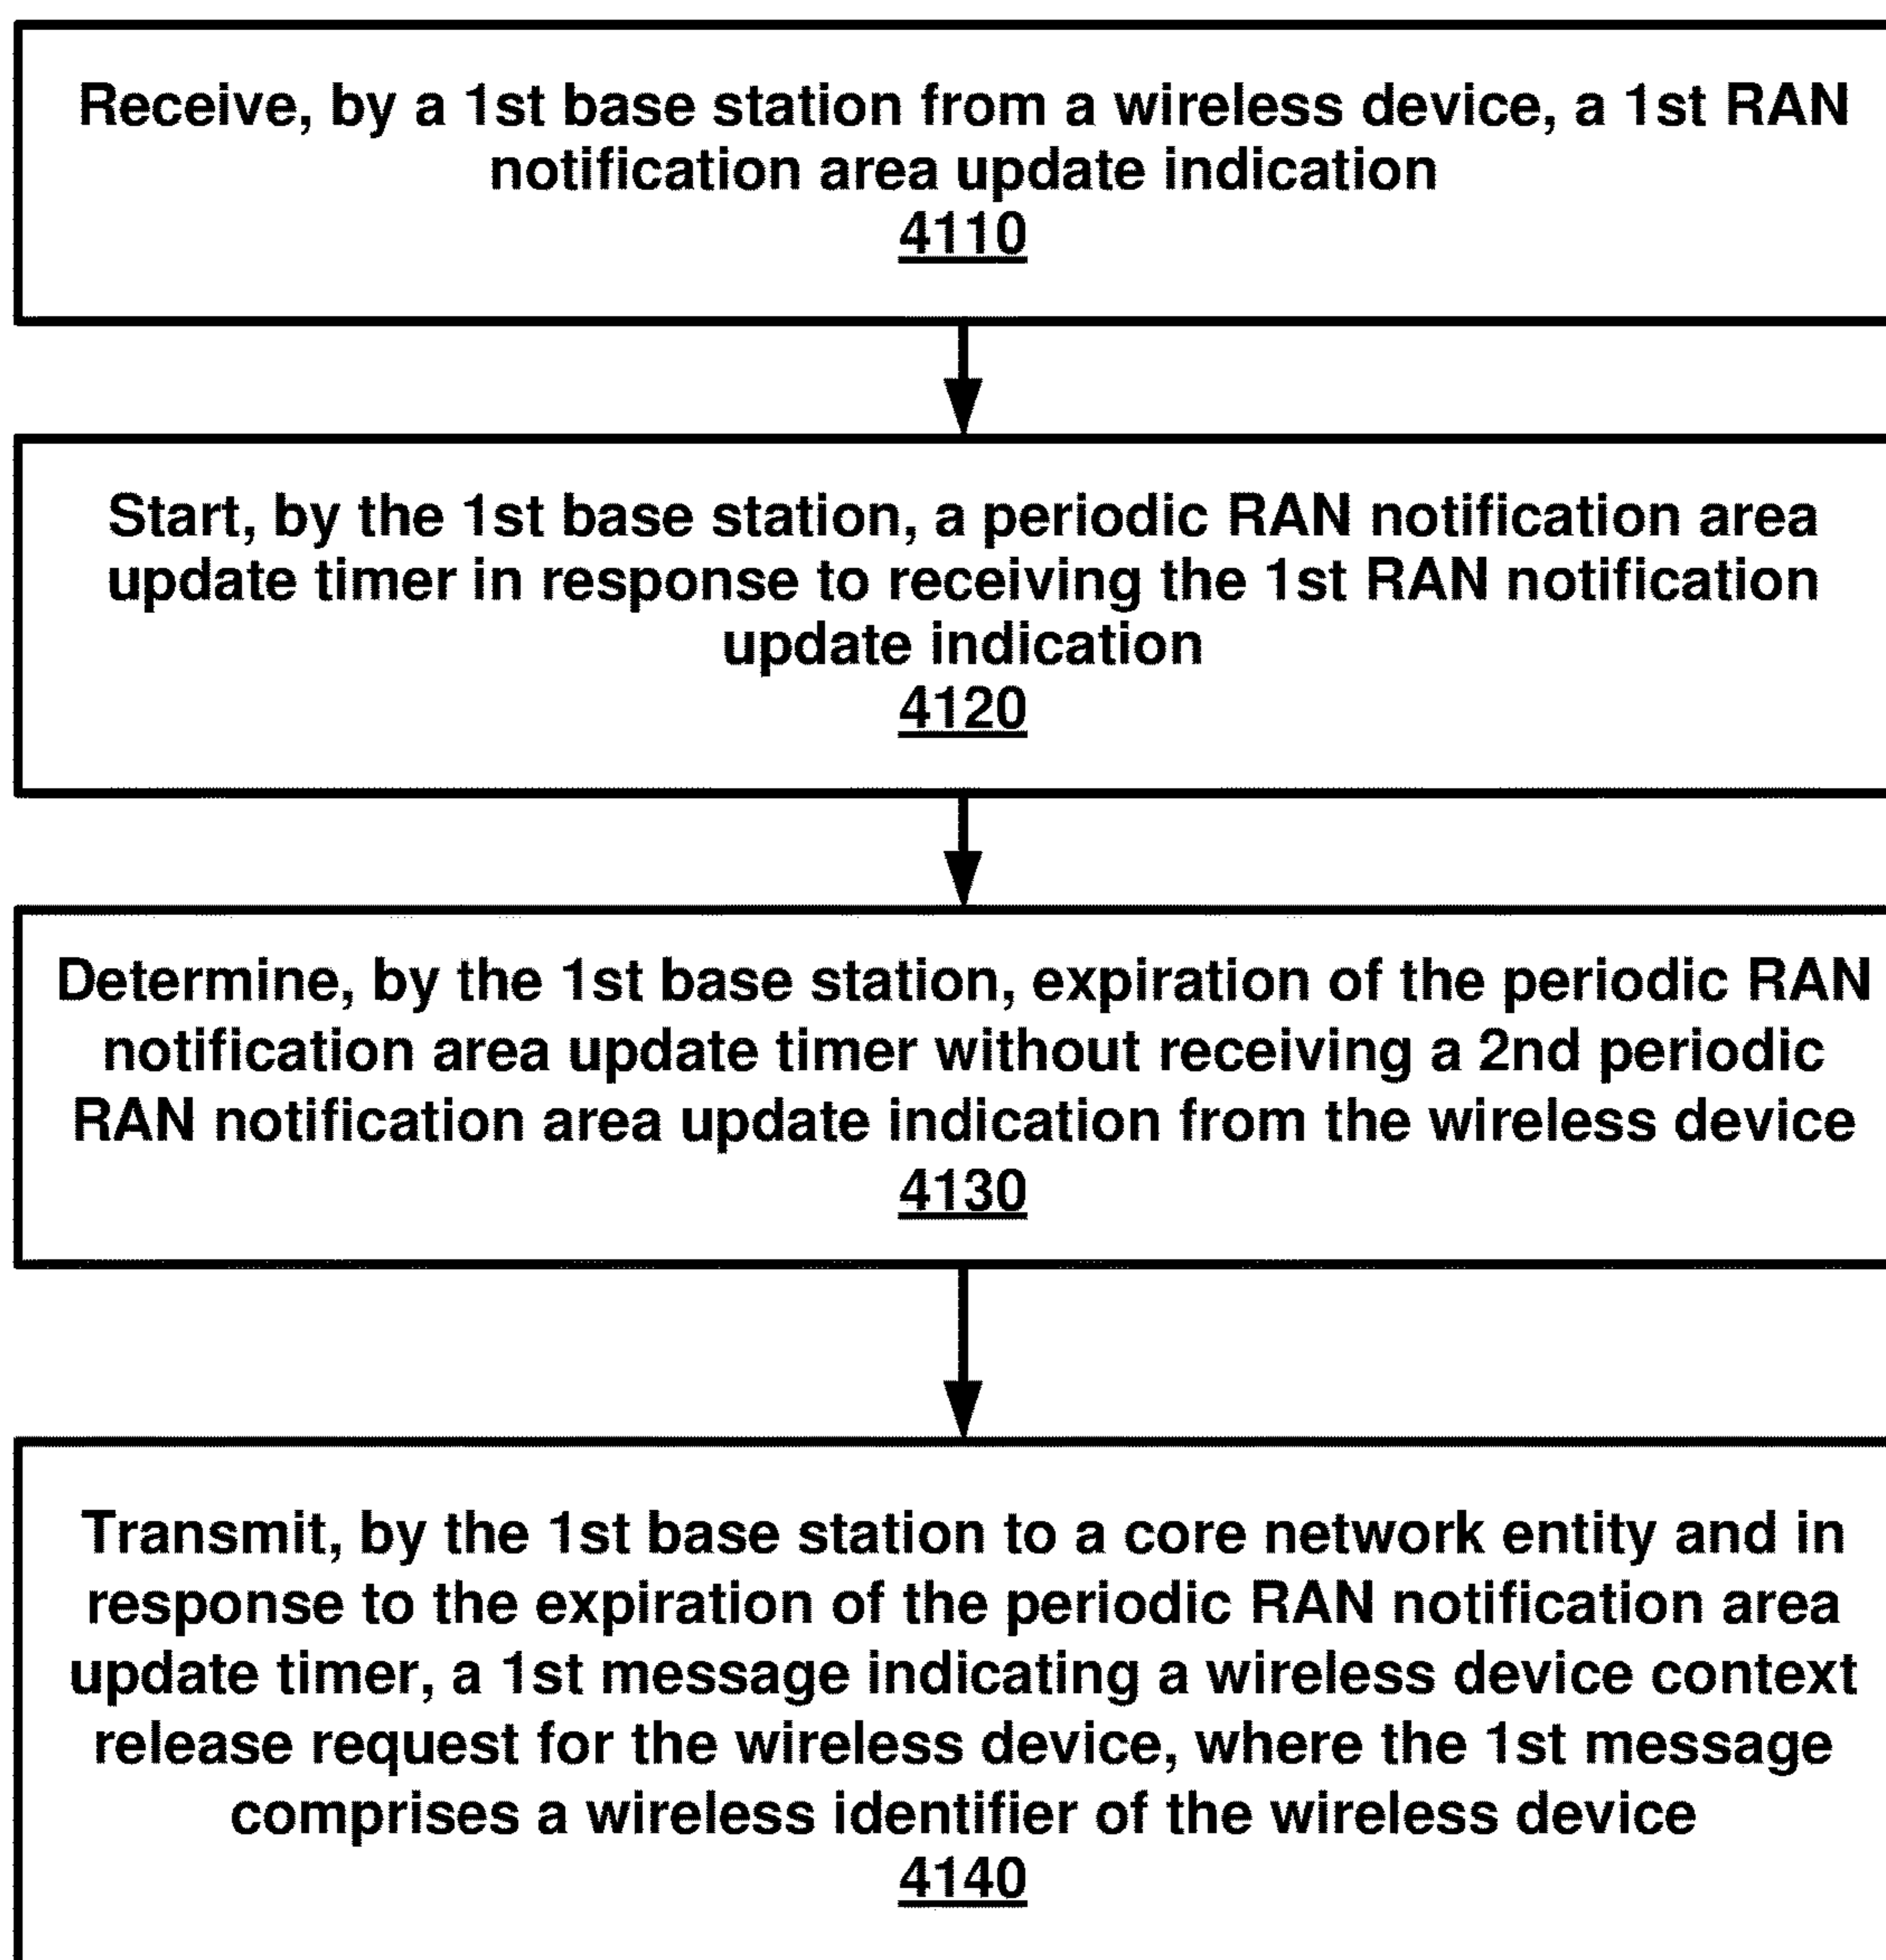 Receive, by a 1st base station from a wireless device, a 1st RAN
notification area update indication
4110
Start, by the 1st base station, a periodic RAN notification area
update timer in response to receiving the 1st RAN notification
update indication
4120
Determine, by the 1st base station, expiration of the periodic RAN
notification area update timer without receiving a 2nd periodic
RAN notification area update indication from the wireless device
4130
Transmit, by the 1st base station to a core network entity and in
response to the expiration of the periodic RAN notification area
update timer, a 1st message indicating a wireless device context
release request for the wireless device, where the 1st message
comprises a wireless identifier of the wireless device
4140